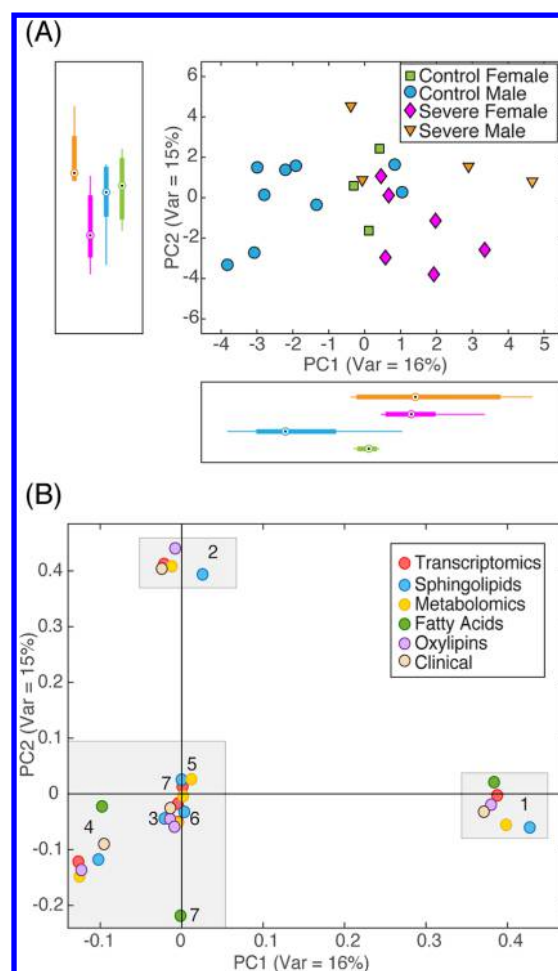 (A)
Control Female
Control Male
Severe Female
Severe Male
6
4
2
0
-2
-4
-6
PC2 (Var = 15%)
-4 -3 -2 -1 0 1 2 3 4 5
PC1 (Var = 16%)
(B)
2
Transcriptomics
Sphingolipids
Metabolomics
Fatty Acids
Oxylipins
Clinical
0.4
0.3
0.2
0.1
0
-0.1
-0.2
PC2 (Var = 15%)
5
7
1
3 6
4
7
-0.1 0 0.1 0.2 0.3 0.4
PC1 (Var = 16%)